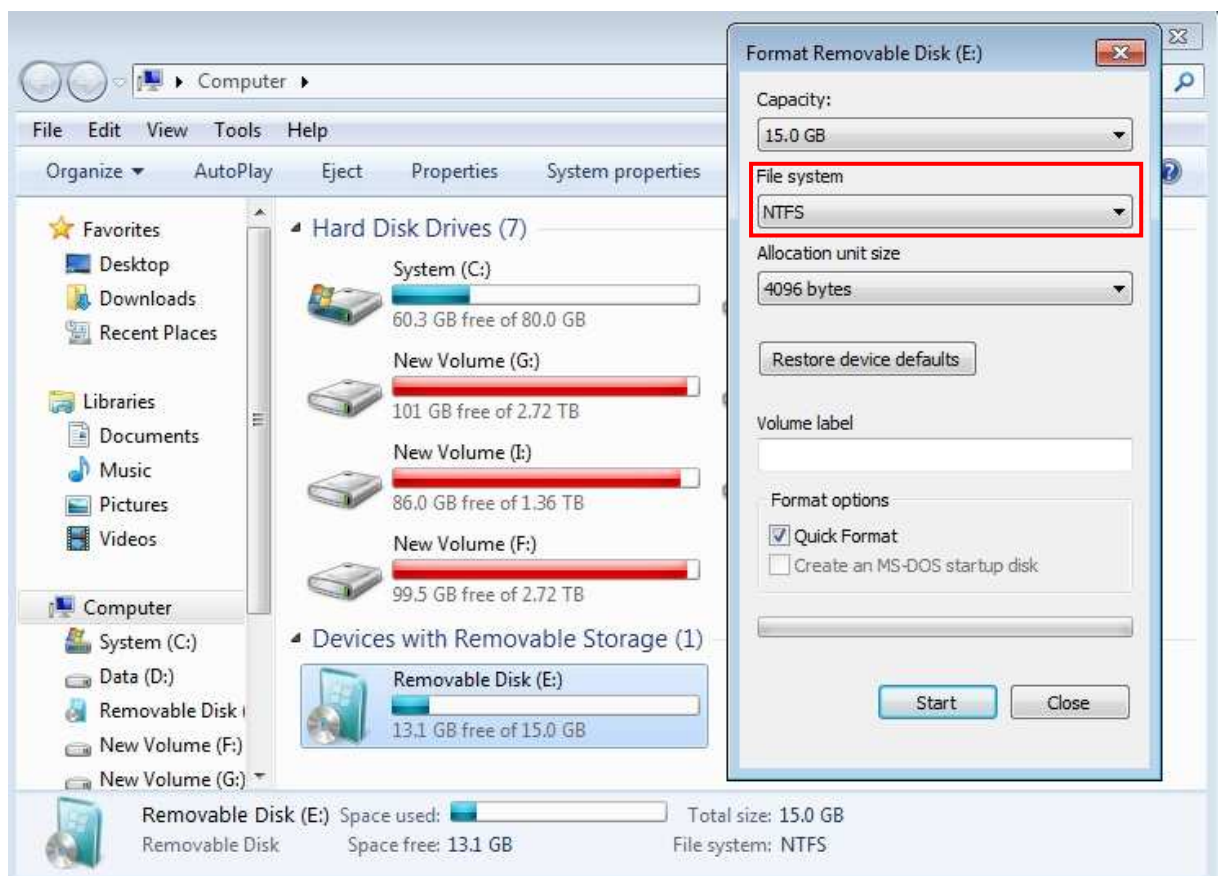 Computer
File Edit View Tools Help
Organize AutoPlay Eject Properties System properties
Favorites
Desktop
Downloads
Recent Places
Libraries
Documents
Music
Pictures
Videos
Computer
System (C:)
Data (D:)
Removable Disk
New Volume (F:)
New Volume (G:)
Hard Disk Drives (7)
System (C:)
60.3 GB free of 80.0 GB
New Volume (G:)
101 GB free of 2.72 TB
New Volume (I:)
86.0 GB free of 1.36 TB
New Volume (F:)
99.5 GB free of 2.72 TB
Devices with Removable Storage (1)
Removable Disk (E:)
13.1 GB free of 15.0 GB
Format Removable Disk (E:)
Capacity:
15.0 GB
File system
NTFS
Allocation unit size
4096 bytes
Restore device defaults
Volume label
Format options
Quick Format
Create an MS-DOS startup disk
Start Close
Removable Disk (E:) Space used: Total size: 15.0 GB
Removable Disk Space free: 13.1 GB File system: NTFS